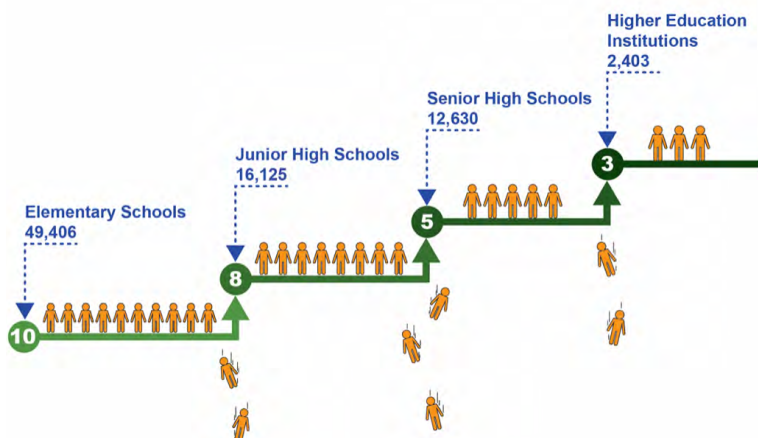 Higher Education
Institutions
2,403
Senior High Schools
12,630
3
Junior High Schools
16,125
5
Elementary Schools
49,406
8
10